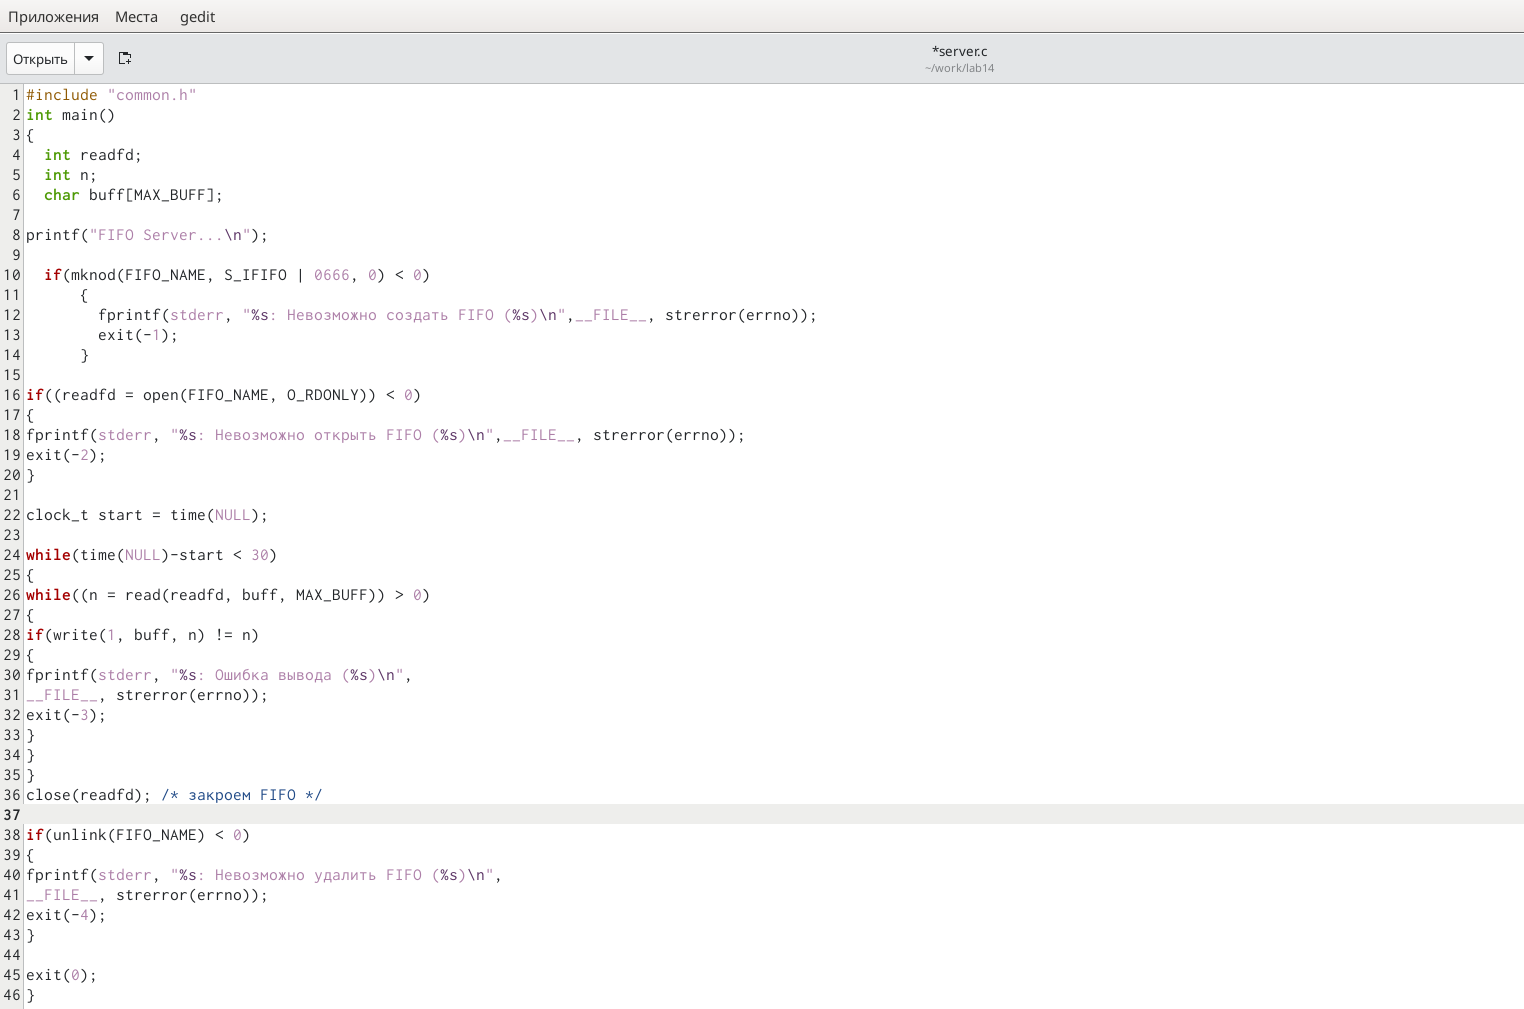 Приложения Места gedit
Открыть
*server.c
~/work/lab14
1 #include "common.h"
2 int main()
3 {
4   int readfd;
5   int n;
6   char buff[MAX_BUFF];
7
8 printf("FIFO Server...\n");
9
10   if(mknod(FIFO_NAME, S_IFIFO | 0666, 0) < 0)
11       {
12         fprintf(stderr, "%s: Невозможно создать FIFO (%s)\n",__FILE__, strerror(errno));
13         exit(-1);
14       }
15
16 if((readfd = open(FIFO_NAME, O_RDONLY)) < 0)
17 {
18 fprintf(stderr, "%s: Невозможно открыть FIFO (%s)\n",__FILE__, strerror(errno));
19 exit(-2);
20 }
21
22 clock_t start = time(NULL);
23
24 while(time(NULL)-start < 30)
25 {
26 while((n = read(readfd, buff, MAX_BUFF)) > 0)
27 {
28 if(write(1, buff, n) != n)
29 {
30 fprintf(stderr, "%s: Ошибка вывода (%s)\n",
31 __FILE__, strerror(errno));
32 exit(-3);
33 }
34 }
35 }
36 close(readfd); /* закроем FIFO */
37
38 if(unlink(FIFO_NAME) < 0)
39 {
40 fprintf(stderr, "%s: Невозможно удалить FIFO (%s)\n",
41 __FILE__, strerror(errno));
42 exit(-4);
43 }
44
45 exit(0);
46 }